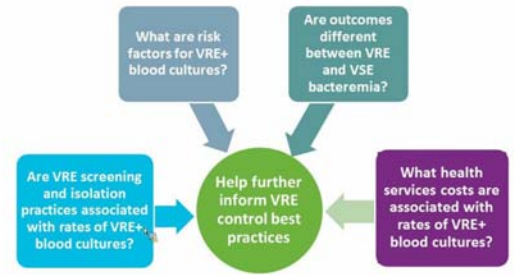 What are risk
factors for VRE+
blood cultures?
Are outcomes
different
between VRE
and VSE
bacteremia?
Are VRE screening
and isolation
practices associated
with rates of VRE+
blood cultures?
Help further
inform VRE
control best
practices
What health
services costs are
associated with
rates of VRE+
blood cultures?